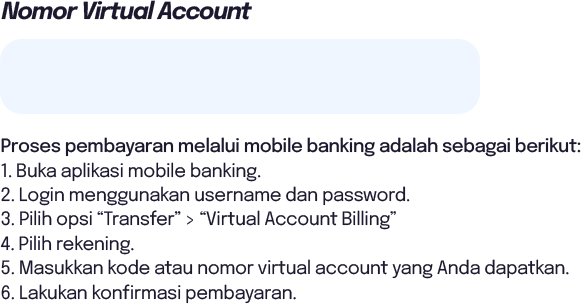 Nomor Virtual Account
Proses pembayaran melalui mobile banking adalah sebagai berikut:
1. Buka aplikasi mobile banking.
2. Login menggunakan username dan password.
3. Pilih opsi “Transfer” > “Virtual Account Billing”
4. Pilih rekening.
5. Masukkan kode atau nomor virtual account yang Anda dapatkan.
6. Lakukan konfirmasi pembayaran.